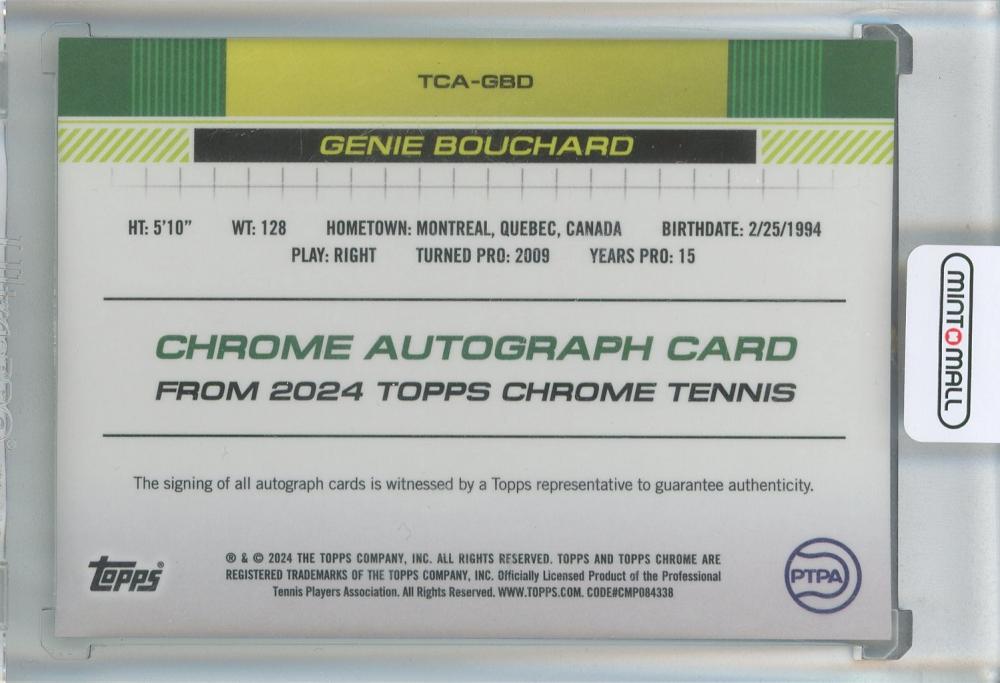 TCA-GBD
GENIE BOUCHARD
HT: 5'10” WT: 128 HOMETOWN: MONTREAL, QUEBEC, CANADA BIRTHDATE: 2/25/1994
PLAY: RIGHT TURNED PRO: 2009 YEARS PRO: 15
CHROME AUTOGRAPH CARD
FROM 2024 TOPPS CHROME TENNIS
The signing of all autograph cards is witnessed by a Topps representative to guarantee authenticity.
topps®
® & © 2024 THE TOPPS COMPANY, INC. ALL RIGHTS RESERVED. TOPPS AND TOPPS CHROME ARE
REGISTERED TRADEMARKS OF THE TOPPS COMPANY, INC. Officially Licensed Product of the Professional
Tennis Players Association. All Rights Reserved. WWW.TOPPS.COM. CODE#CMP084338
PTPA
MINT MALL